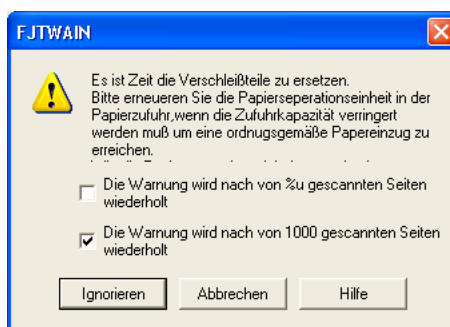 FJTWAIN
Es ist Zeit die Verschleißteile zu ersetzen.
Bitte erneueren Sie die Papierseperationseinheit in der
Papierzufuhr,wenn die Zufuhrkapazität verringert
werden muß um eine ordnugsgemäße Papereinzug zu
erreichen.
Die Warnung wird nach von %u gescannten Seiten
wiederholt
Die Warnung wird nach von 1000 gescannten Seiten
wiederholt
Ignorieren Abbrechen Hilfe